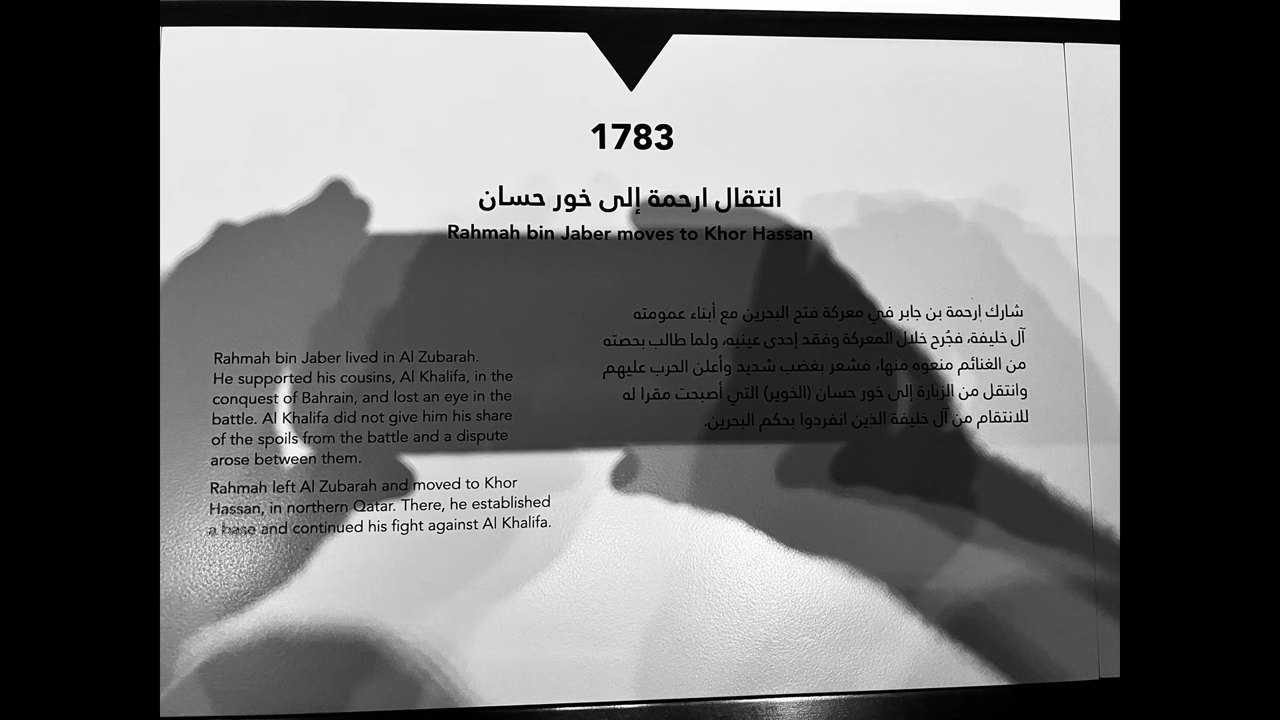 1783
انتقال ارحمة إلى خور حسان
Rahmah bin Jaber moves to Khor Hassan
شارك إرحمة بن جابر في معركة فتح البحرين مع أبناء عمومته
آل خليفة، فجُرح خلال المعركة وفقد إحدى عينيه، ولما طالب بحصته
من الغنائم منعوه منها، فشعر بغضب شديد وأعلن الحرب عليهم
وانتقل من الزبارة إلى خور حسان (الخوير) التي أصبحت مقرا له
للانتقام من آل خليفة الذين انفردوا بحكم البحرين.
Rahmah bin Jaber lived in Al Zubarah.
He supported his cousins, Al Khalifa, in the
conquest of Bahrain, and lost an eye in the
battle. Al Khalifa did not give him his share
of the spoils from the battle and a dispute
arose between them.
Rahmah left Al Zubarah and moved to Khor
Hassan, in northern Qatar. There, he established
a base and continued his fight against Al Khalifa.